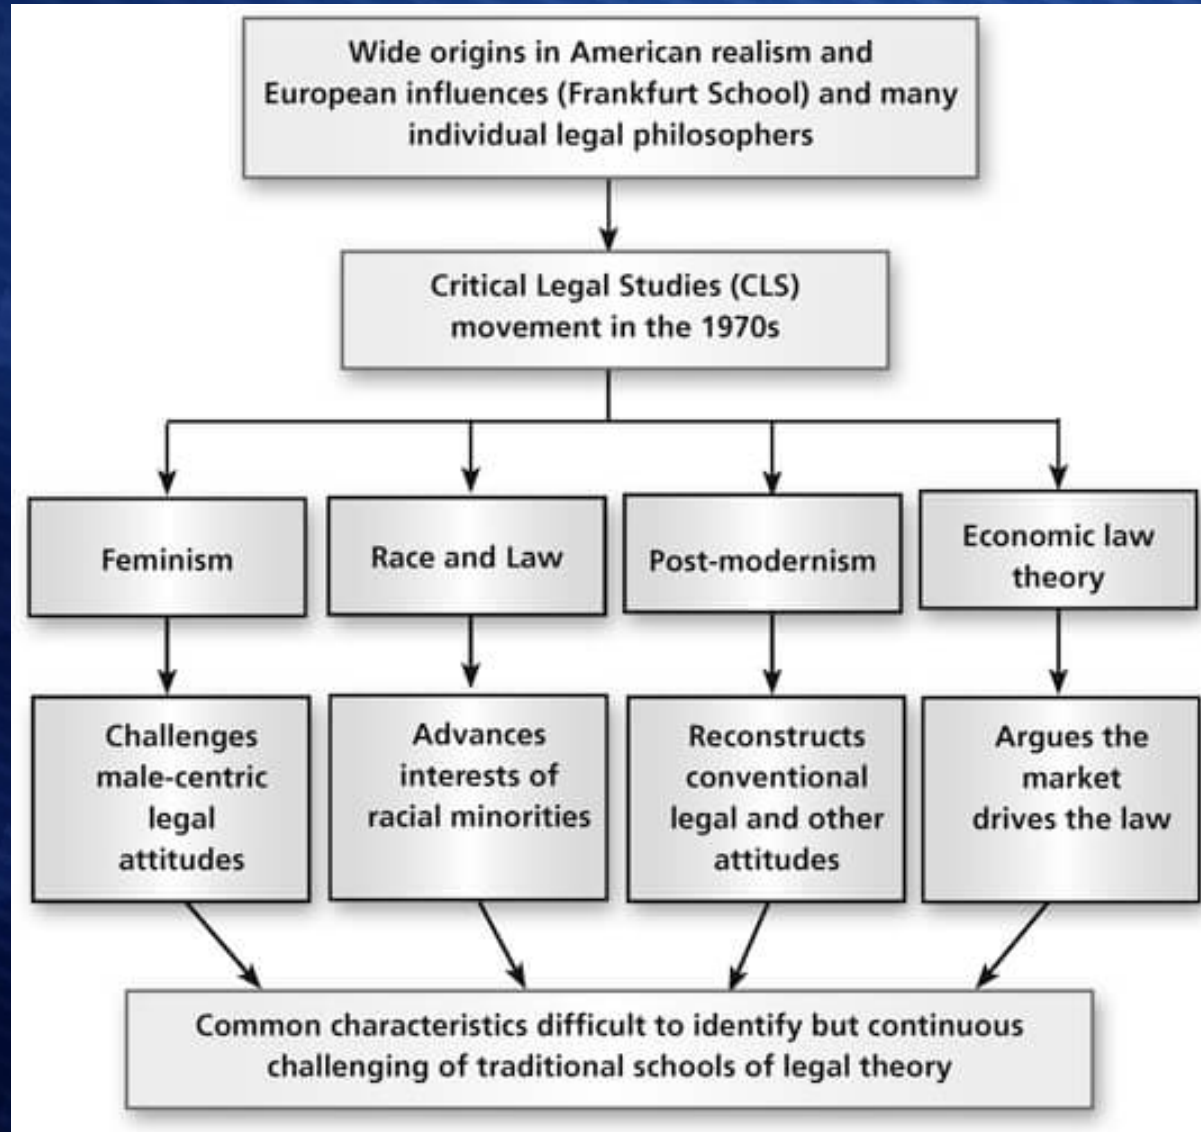 Wide origins in American realism and
European influences (Frankfurt School) and many
individual legal philosophers
Critical Legal Studies (CLS)
movement in the 1970s
Feminism
Race and Law
Post-modernism
Economic law
theory
Challenges
male-centric
legal
attitudes
Advances
interests of
racial minorities
Reconstructs
conventional
legal and other
attitudes
Argues the
market
drives the law
Common characteristics difficult to identify but continuous
challenging of traditional schools of legal theory